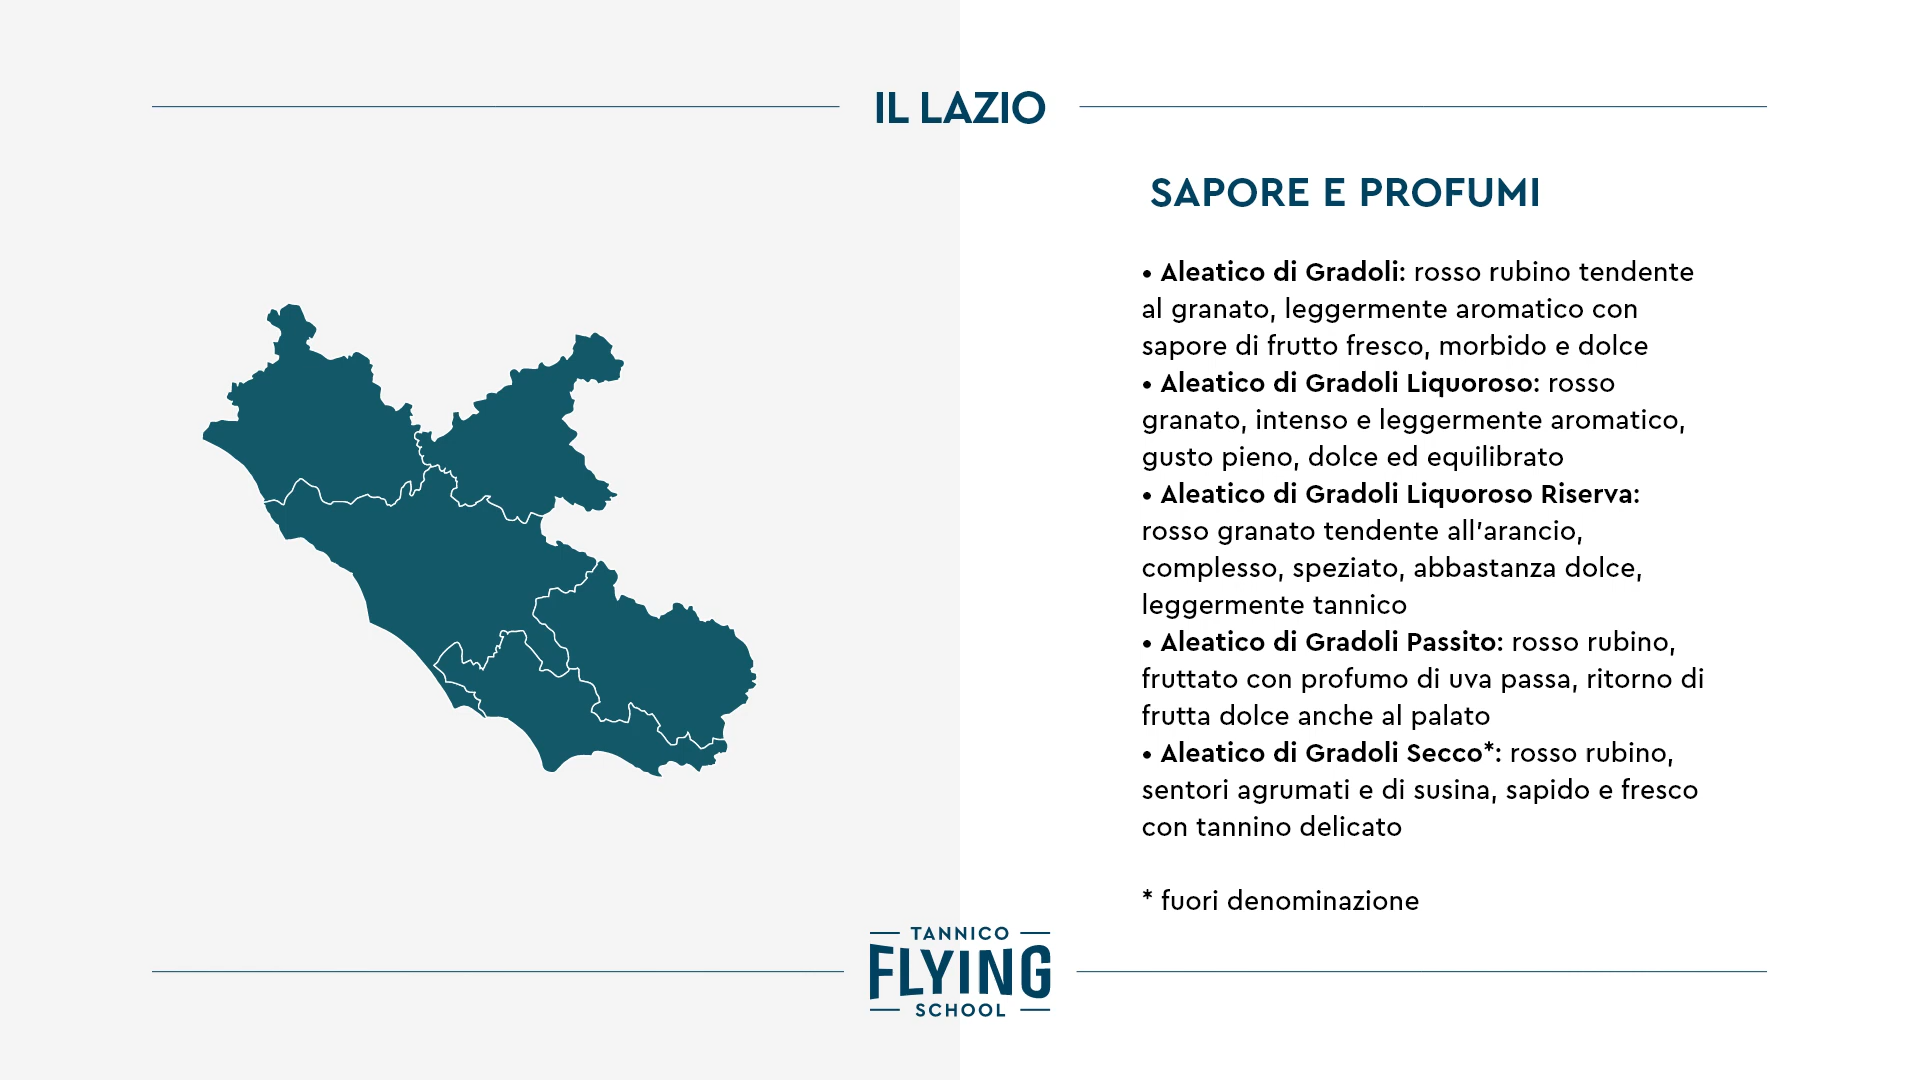 IL LAZIO
SAPORE E PROFUMI
• Aleatico di Gradoli: rosso rubino tendente
al granato, leggermente aromatico con
sapore di frutto fresco, morbido e dolce
• Aleatico di Gradoli Liquoroso: rosso
granato, intenso e leggermente aromatico,
gusto pieno, dolce ed equilibrato
• Aleatico di Gradoli Liquoroso Riserva:
rosso granato tendente all’arancio,
complesso, speziato, abbastanza dolce,
leggermente tannico
• Aleatico di Gradoli Passito: rosso rubino,
fruttato con profumo di uva passa, ritorno di
frutta dolce anche al palato
• Aleatico di Gradoli Secco*: rosso rubino,
sentori agrumati e di susina, sapido e fresco
con tannino delicato
* fuori denominazione
TANNICO
FLYING
SCHOOL